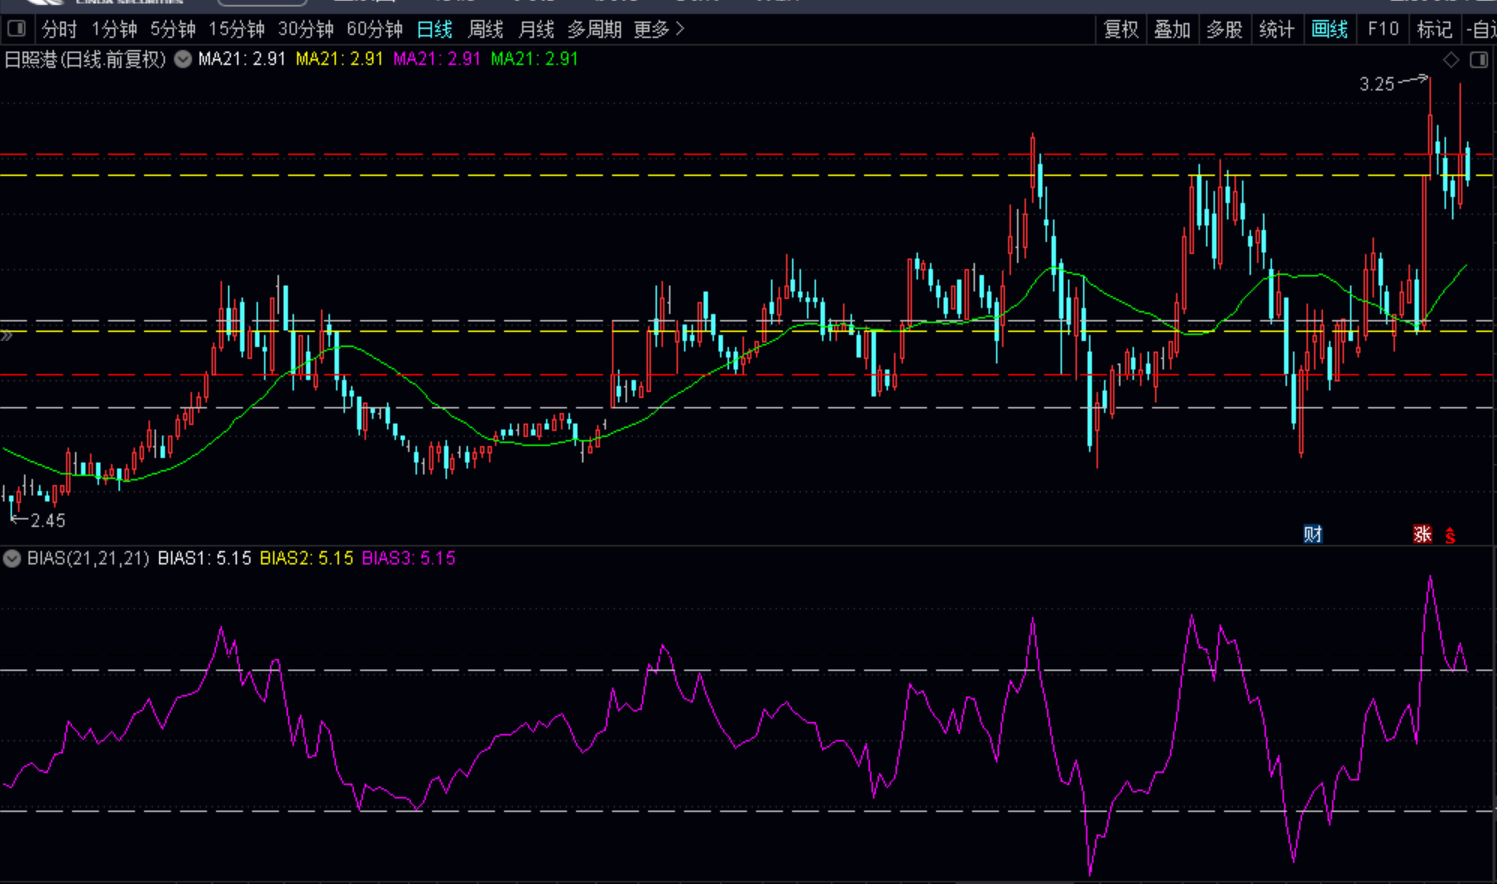 CINDA SECURITIES
分时 1分钟 5分钟 15分钟 30分钟 60分钟 日线 周线 月线 多周期 更多 复权 叠加 多股 统计 画线 F10 标记 -自选
日照港(日线.前复权) MA21: 2.91 MA21: 2.91 MA21: 2.91 MA21: 2.91
3.25
2.45
财 涨 S
BIAS(21,21,21) BIAS1: 5.15 BIAS2: 5.15 BIAS3: 5.15